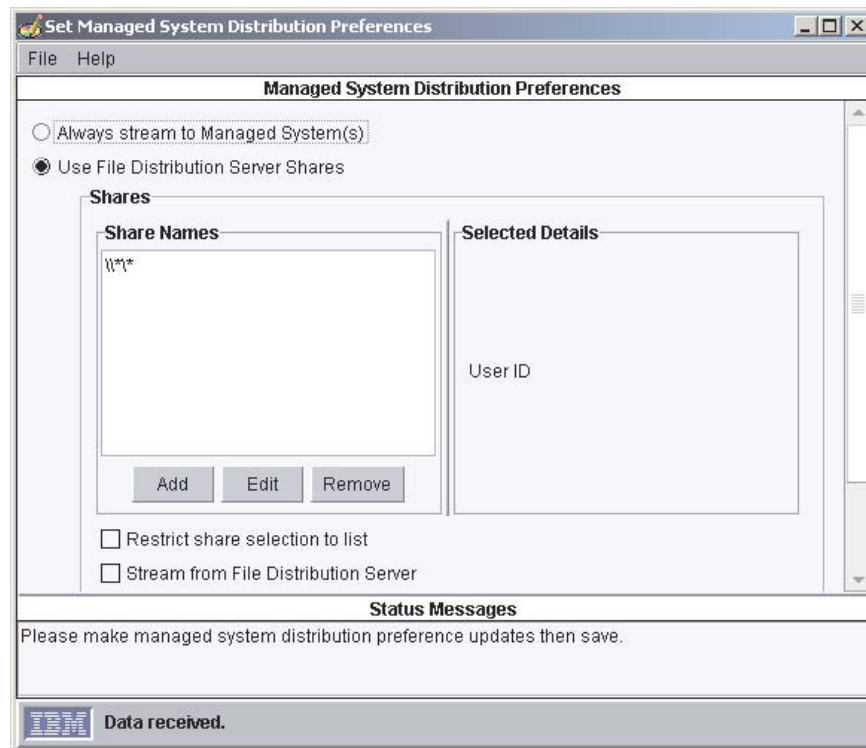 Set Managed System Distribution Preferences
File Help
Managed System Distribution Preferences
Always stream to Managed System(s)
Use File Distribution Server Shares
Shares
Share Names
\\*\*
Selected Details
User ID
Add Edit Remove
Restrict share selection to list
Stream from File Distribution Server
Status Messages
Please make managed system distribution preference updates then save.
IBM Data received.